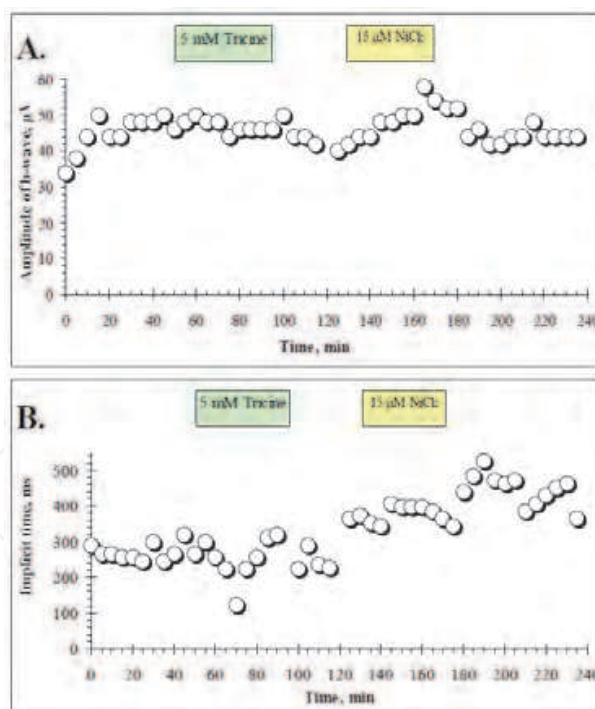 5 mM Tricine
15 µM NiCl₂
A.
Amplitude of b-wave, µV
60
50
40
30
20
10
0
0 20 40 60 80 100 120 140 160 180 200 220 240
Time, min
5 mM Tricine
15 µM NiCl₂
B.
Implicit time, ms
500
400
300
200
100
0
0 20 40 60 80 100 120 140 160 180 200 220 240
Time, min